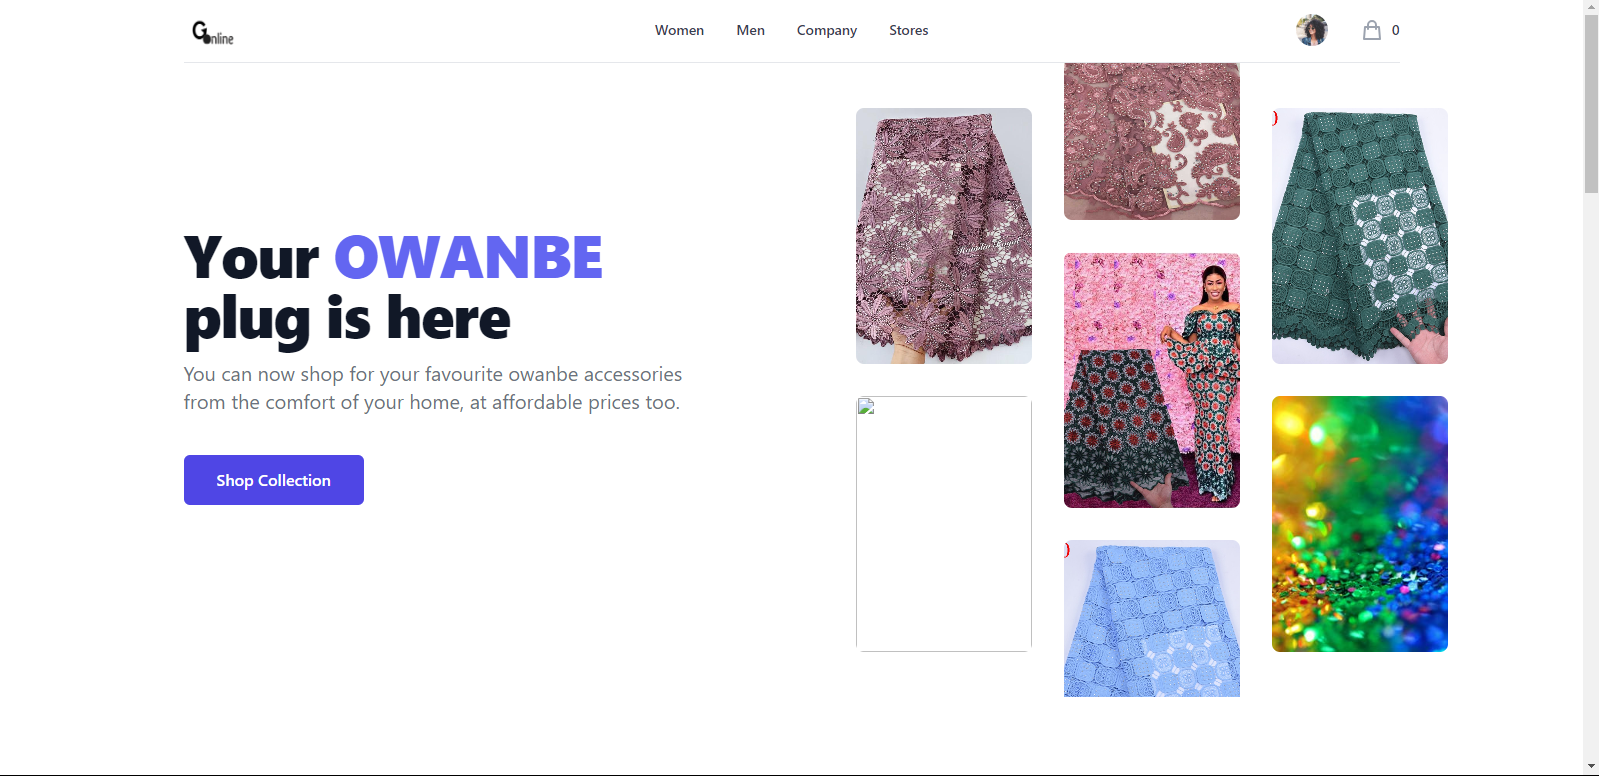 Gonline
Women
Men
Company
Stores
0
Your OWANBE
plug is here
You can now shop for your favourite owanbe accessories
from the comfort of your home, at affordable prices too.
Shop Collection